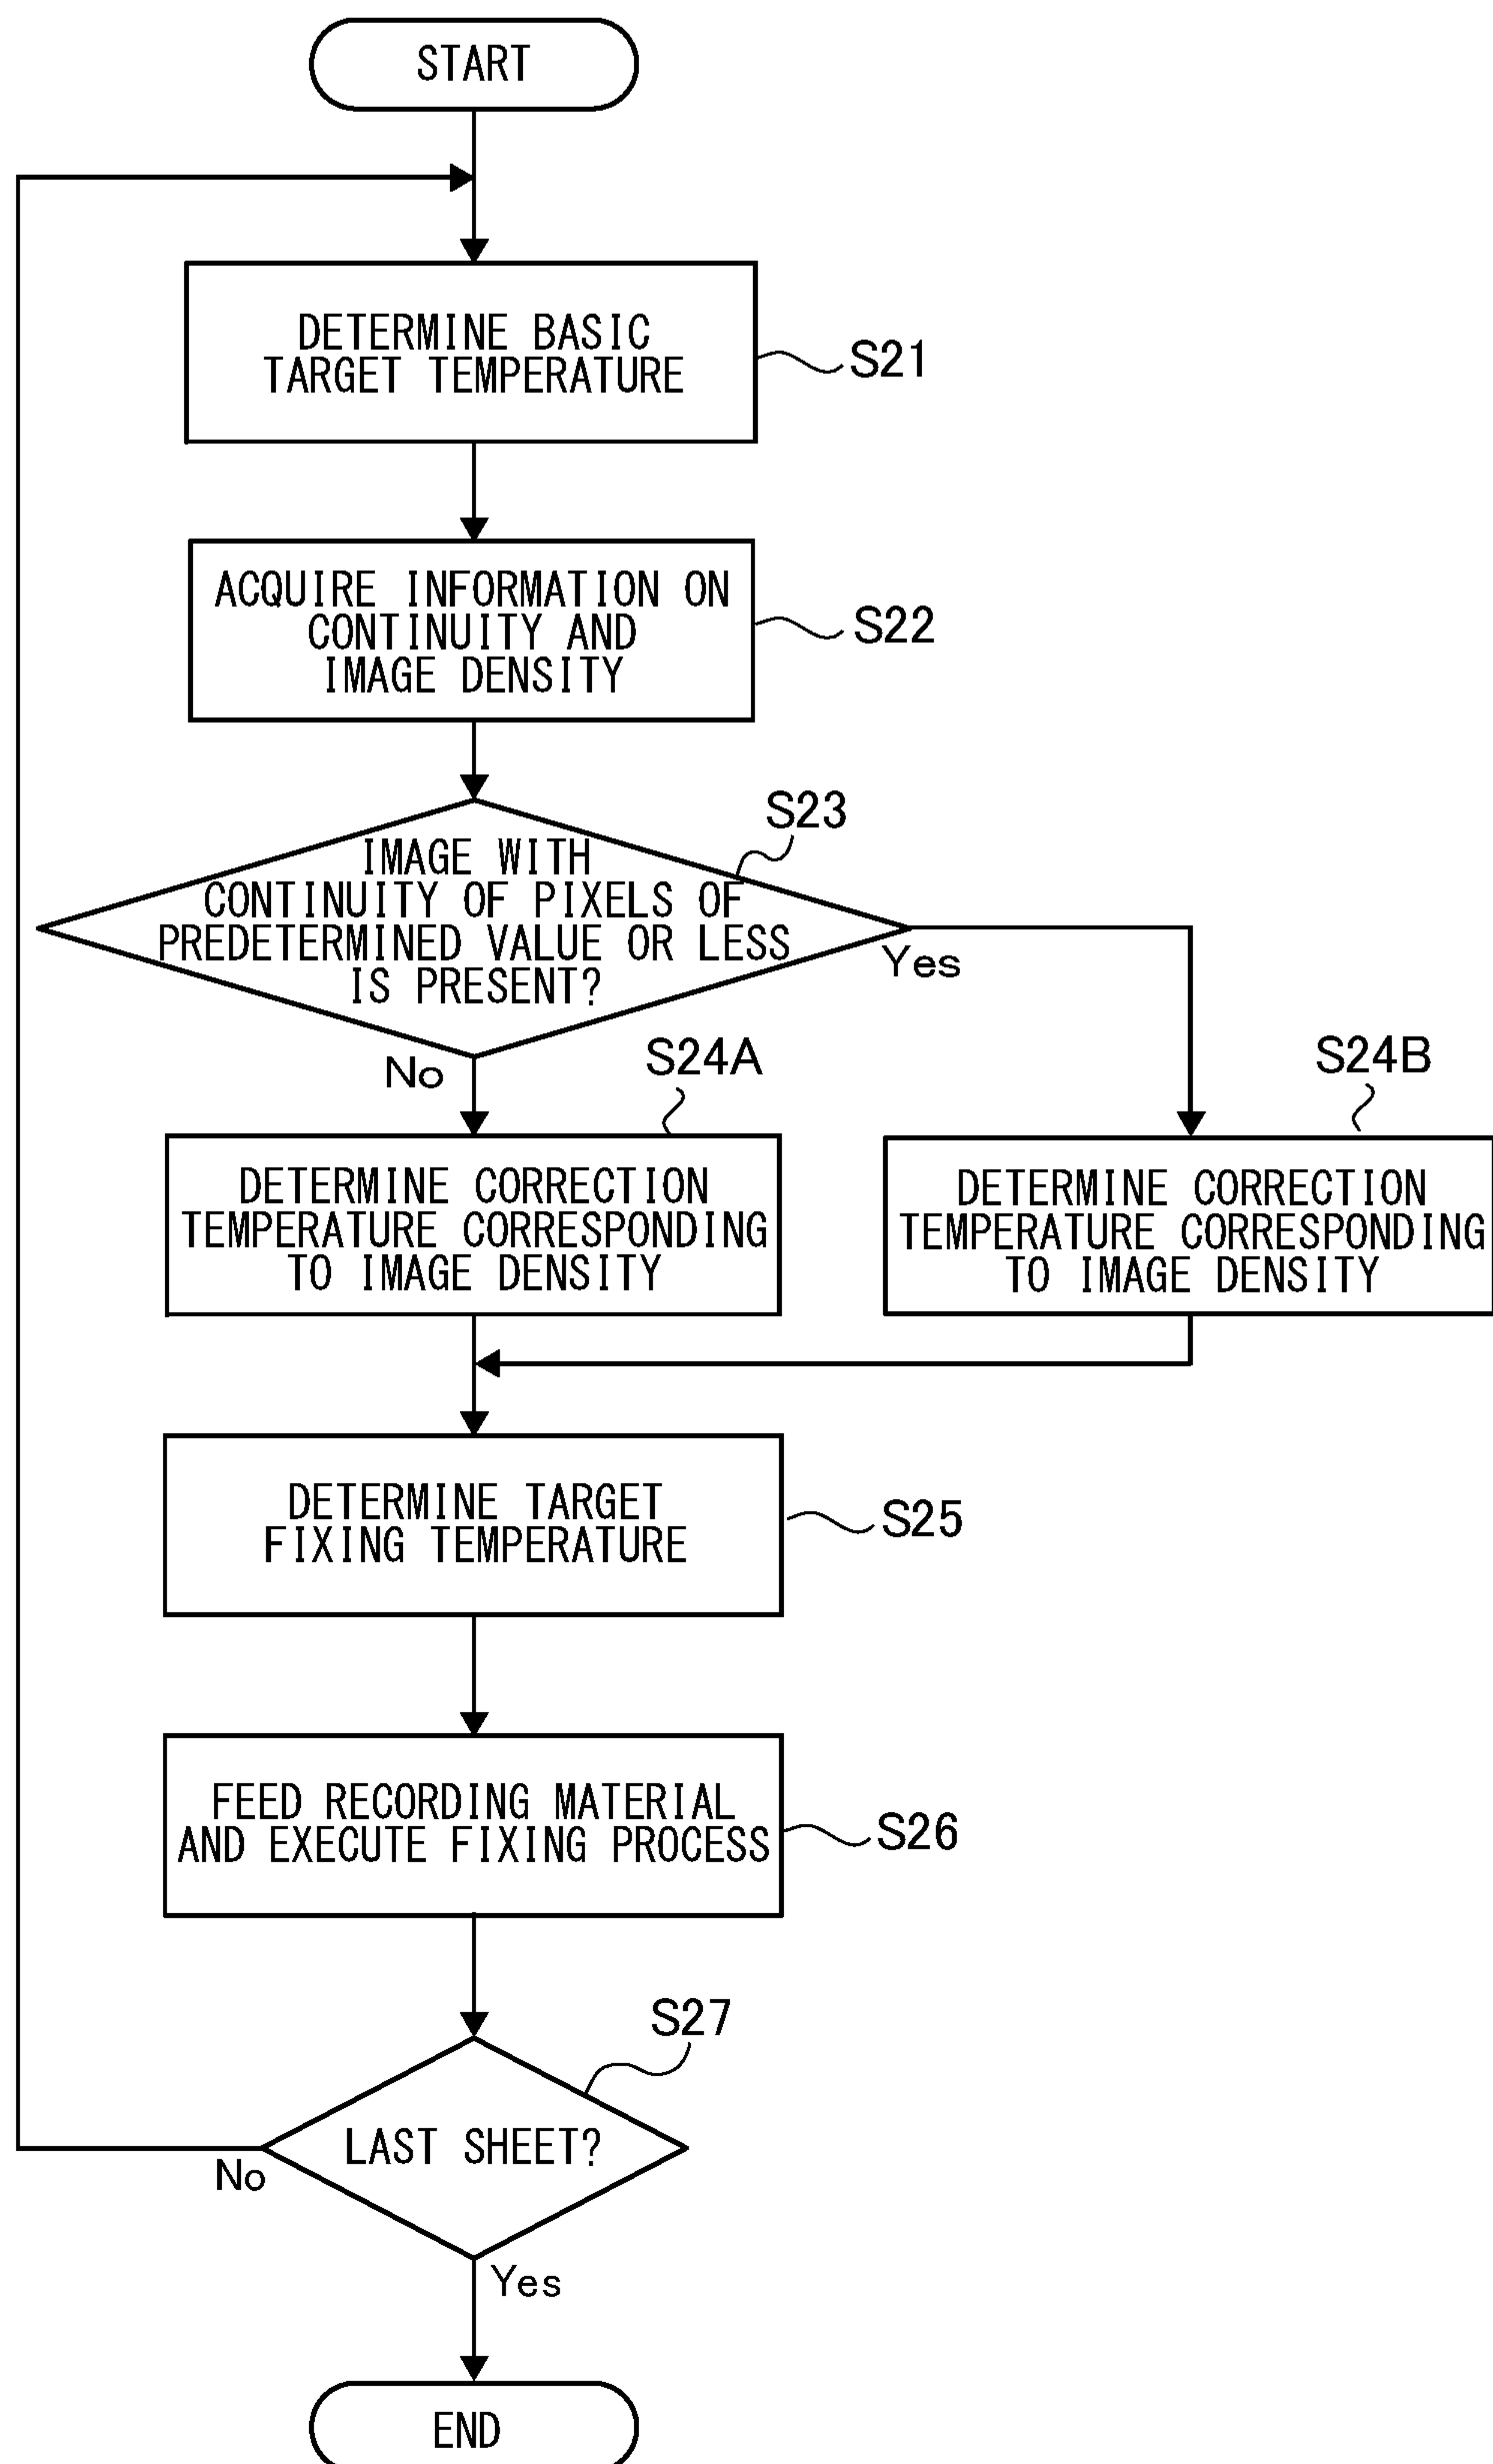 START
DETERMINE BASIC
TARGET TEMPERATURE
S21
ACQUIRE INFORMATION ON
CONTINUITY AND
IMAGE DENSITY
S22
S23
IMAGE WITH
CONTINUITY OF PIXELS OF
PREDETERMINED VALUE OR LESS
IS PRESENT?
Yes
No
S24A
DETERMINE CORRECTION
TEMPERATURE CORRESPONDING
TO IMAGE DENSITY
S24B
DETERMINE CORRECTION
TEMPERATURE CORRESPONDING
TO IMAGE DENSITY
DETERMINE TARGET
FIXING TEMPERATURE
S25
FEED RECORDING MATERIAL
AND EXECUTE FIXING PROCESS
S26
S27
LAST SHEET?
No
Yes
END